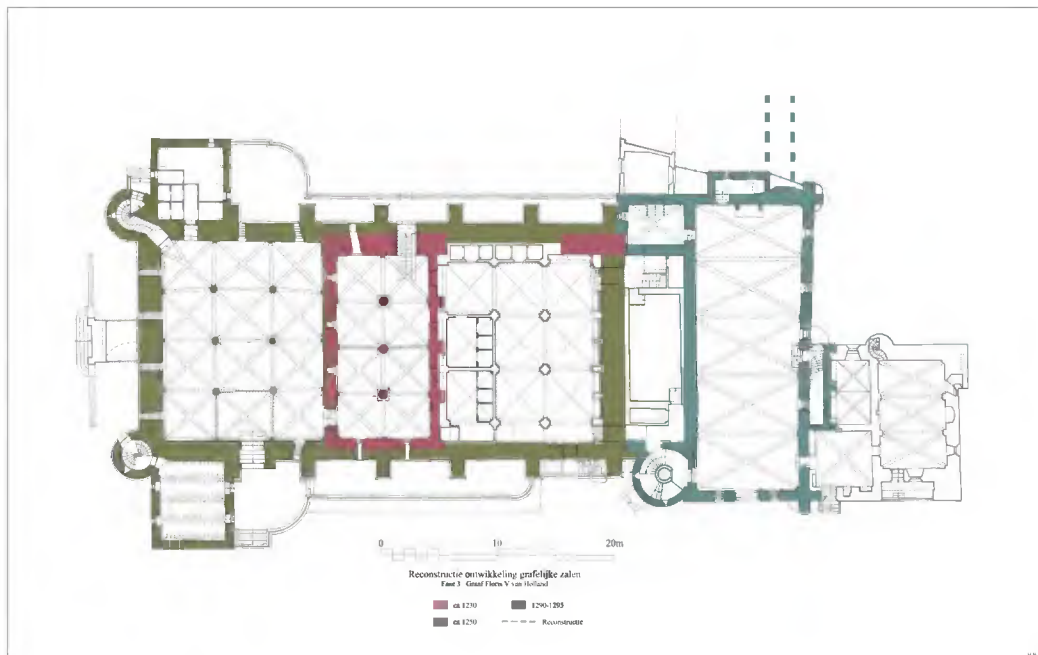 0 10 20m
Reconstructie ontwikkeling grafelijke zalen
Fase 3 Graaf Floris V van Holland
ca 1230 1290-1295
ca 1250 Reconstructie